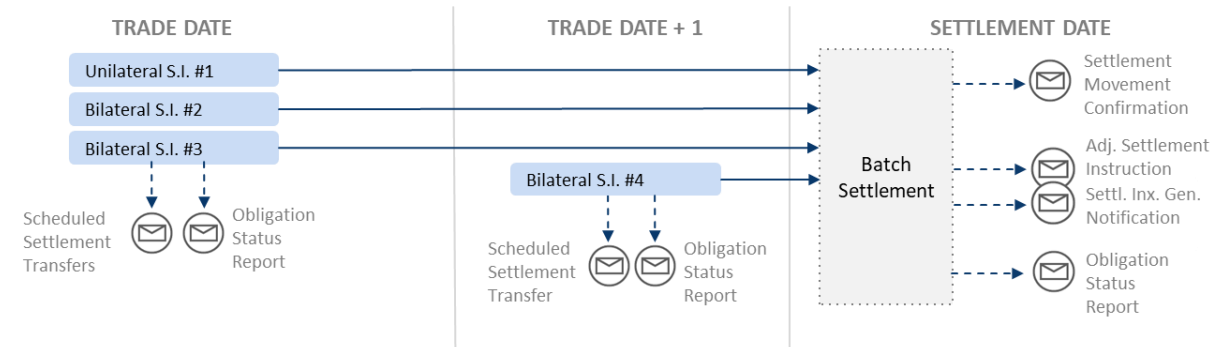 TRADE DATE
TRADE DATE + 1
SETTLEMENT DATE
Unilateral S.I. #1
Bilateral S.I. #2
Bilateral S.I. #3
Scheduled
Settlement
Transfers
Obligation
Status
Report
Bilateral S.I. #4
Scheduled
Settlement
Transfer
Obligation
Status
Report
Batch
Settlement
Settlement
Movement
Confirmation
Adj. Settlement
Instruction
Settl. Inx. Gen.
Notification
Obligation
Status
Report